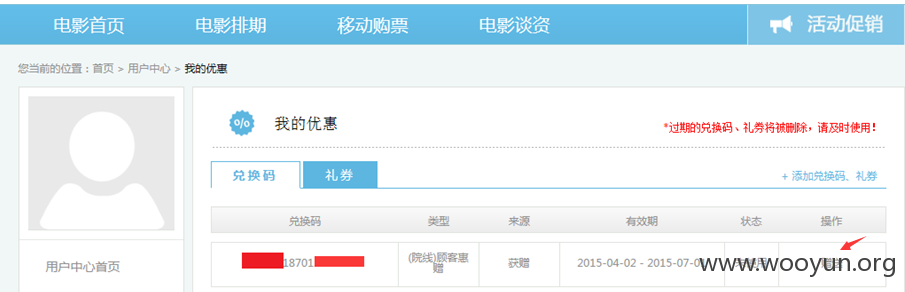 电影首页 电影排期 移动购票 电影谈资 活动促销
您当前的位置：首页 > 用户中心 > 我的优惠
% 我的优惠
*过期的兑换码、礼券将被删除，请及时使用！
兑换码 礼券 + 添加兑换码、礼券
兑换码 类型 来源 有效期 状态 操作
18701 (院线)顾客惠赠 获赠 2015-04-02 - 2015-07-0
用户中心首页
www.wooyun.org